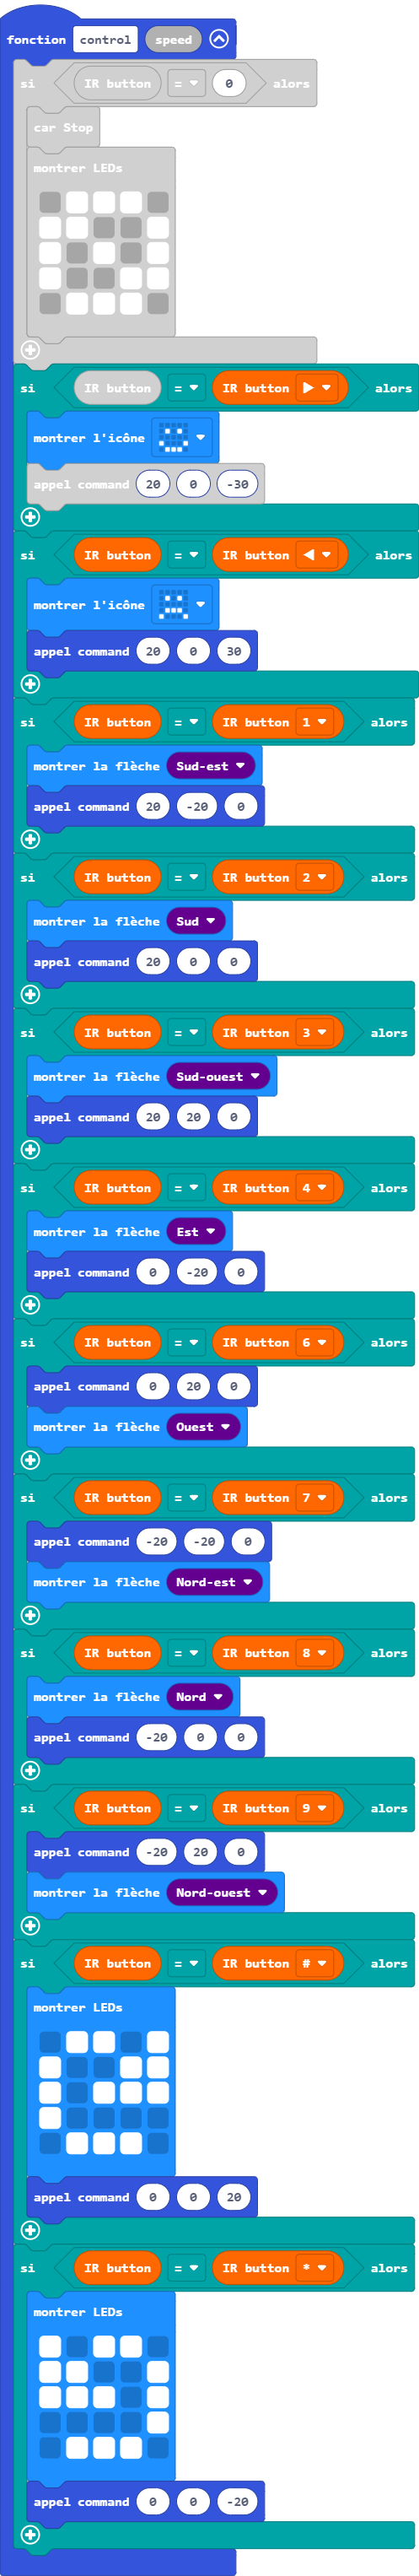 fonction control speed
si IR button = 0 alors
car Stop
montrer LEDs
si IR button = IR button ▶ alors
montrer l'icône
appel command 20 0 -30
si IR button = IR button ◀ alors
montrer l'icône
appel command 20 0 30
si IR button = IR button 1 alors
montrer la flèche Sud-est
appel command 20 -20 0
si IR button = IR button 2 alors
montrer la flèche Sud
appel command 20 0 0
si IR button = IR button 3 alors
montrer la flèche Sud-ouest
appel command 20 20 0
si IR button = IR button 4 alors
montrer la flèche Est
appel command 0 -20 0
si IR button = IR button 6 alors
appel command 0 20 0
montrer la flèche Ouest
si IR button = IR button 7 alors
appel command -20 -20 0
montrer la flèche Nord-est
si IR button = IR button 8 alors
montrer la flèche Nord
appel command -20 0 0
si IR button = IR button 9 alors
appel command -20 20 0
montrer la flèche Nord-ouest
si IR button = IR button # alors
montrer LEDs
appel command 0 0 20
si IR button = IR button * alors
montrer LEDs
appel command 0 0 -20